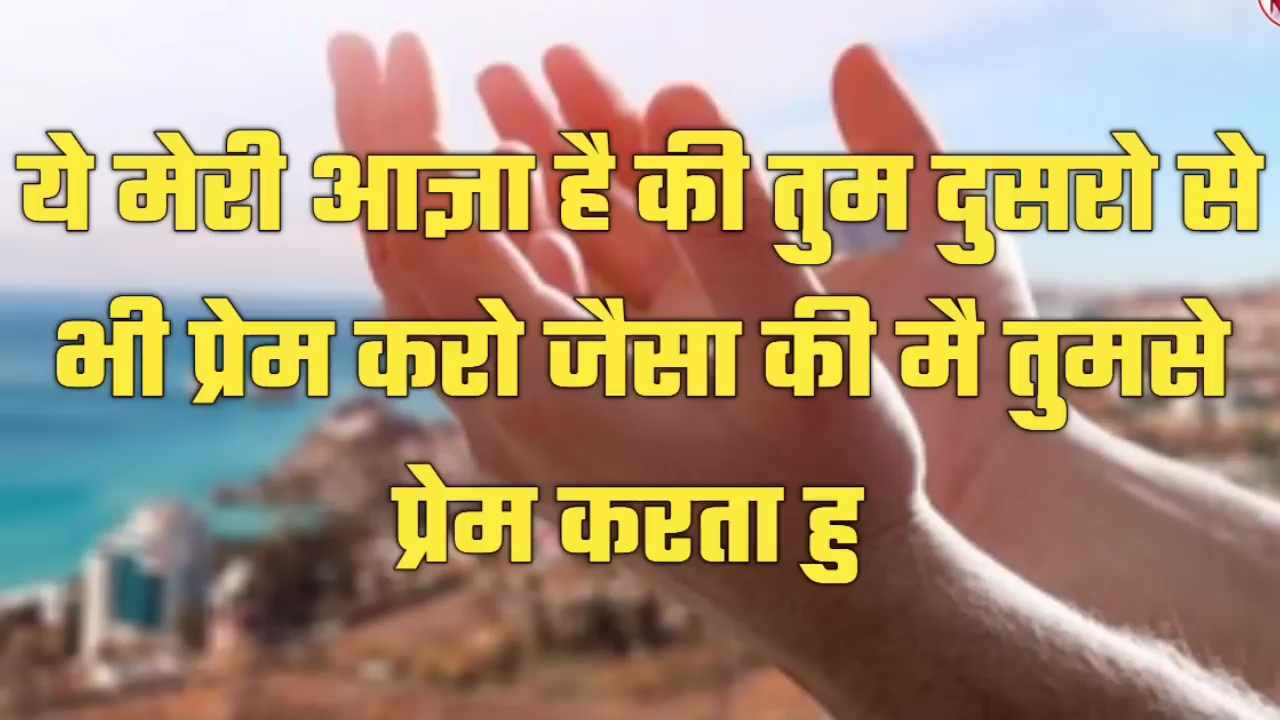 ये मेरी आज्ञा है की तुम दुसरो से
भी प्रेम करो जैसा की मै तुमसे
प्रेम करता हु